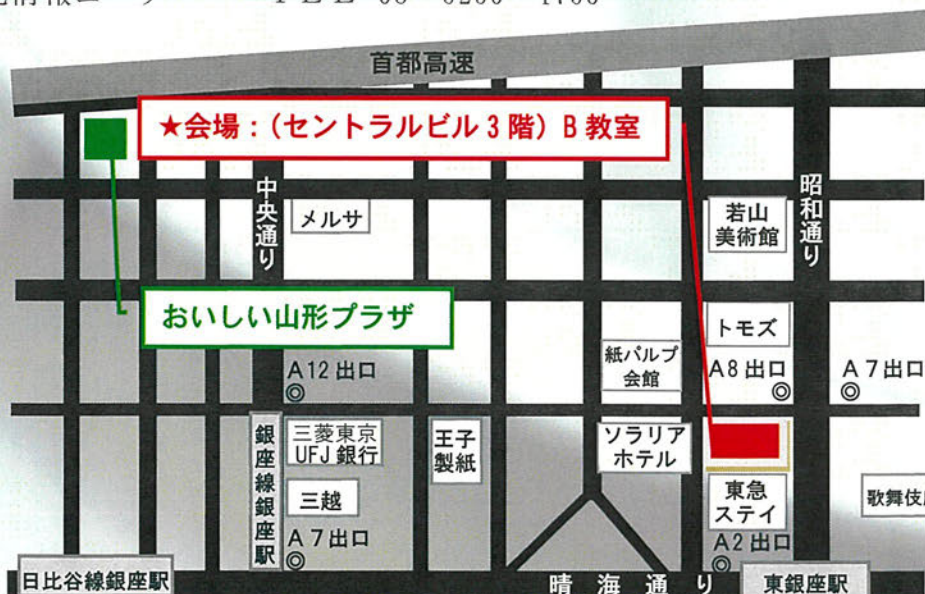 首都高速
★会場：（セントラルビル3階）B教室
中央通り
メルサ
若山
美術館
昭和通り
おいしい山形プラザ
トモズ
紙パルプ
会館
A12出口
A8出口
A7出口
銀座線銀座駅
三菱東京
UFJ銀行
王子
製紙
ソラリア
ホテル
三越
東急
ステイ
歌舞伎
A7出口
A2出口
日比谷線銀座駅
晴海通り
東銀座駅